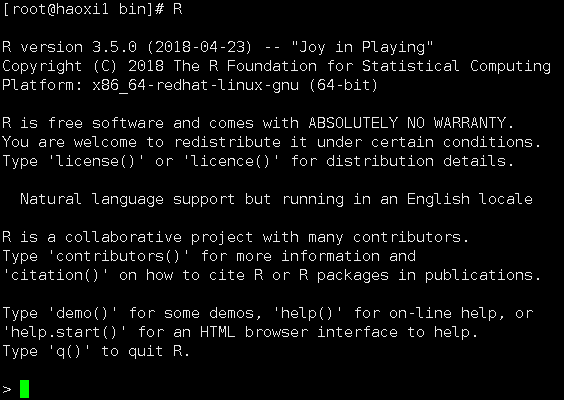 [root@haoxi1 bin]# R
R version 3.5.0 (2018-04-23) -- "Joy in Playing"
Copyright (C) 2018 The R Foundation for Statistical Computing
Platform: x86_64-redhat-linux-gnu (64-bit)
R is free software and comes with ABSOLUTELY NO WARRANTY.
You are welcome to redistribute it under certain conditions.
Type 'license()' or 'licence()' for distribution details.
Natural language support but running in an English locale
R is a collaborative project with many contributors.
Type 'contributors()' for more information and
'citation()' on how to cite R or R packages in publications.
Type 'demo()' for some demos, 'help()' for on-line help, or
'help.start()' for an HTML browser interface to help.
Type 'q()' to quit R.
>